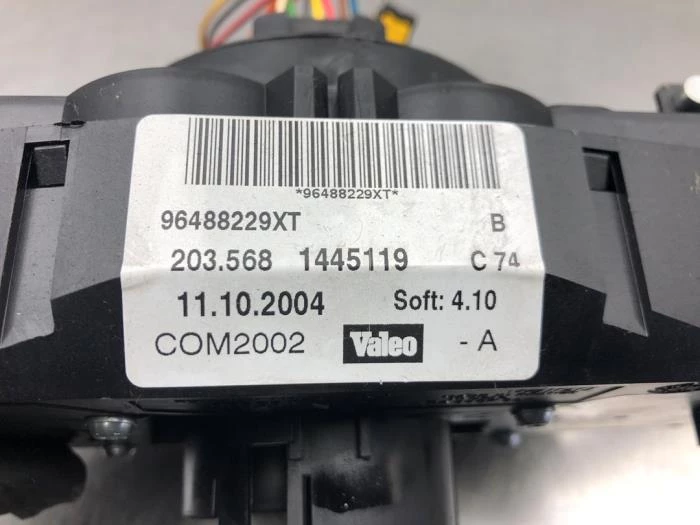 *96488229XT*
96488229XT B
203.568 1445119 C 74
11.10.2004 Soft: 4.10
COM2002 Valeo - A